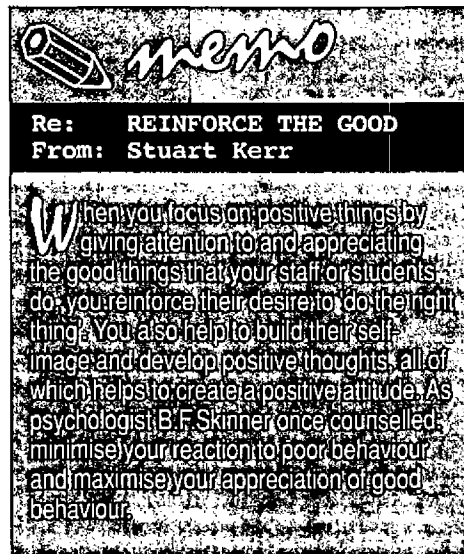 memo
Re: REINFORCE THE GOOD
From: Stuart Kerr
When you focus on positive things by
giving attention to and appreciating
the good things that your staff or students
do, you reinforce their desire to 'do the right
thing'. You also help to build their self-
image and develop positive thoughts, all of
which helps to create a positive attitude. As
psychologist B.F. Skinner once counselled:
minimise your reaction to poor behaviour
and maximise your appreciation of good
behaviour.